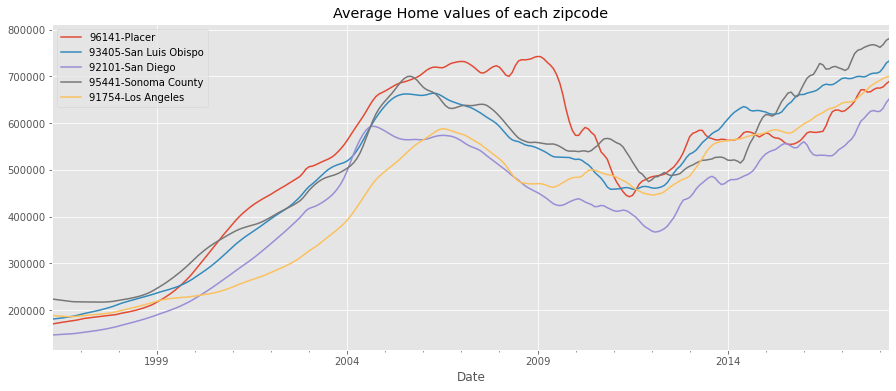 Average Home values of each zipcode
96141-Placer
93405-San Luis Obispo
92101-San Diego
95441-Sonoma County
91754-Los Angeles
800000
700000
600000
500000
400000
300000
200000
1999
2004
2009
2014
Date